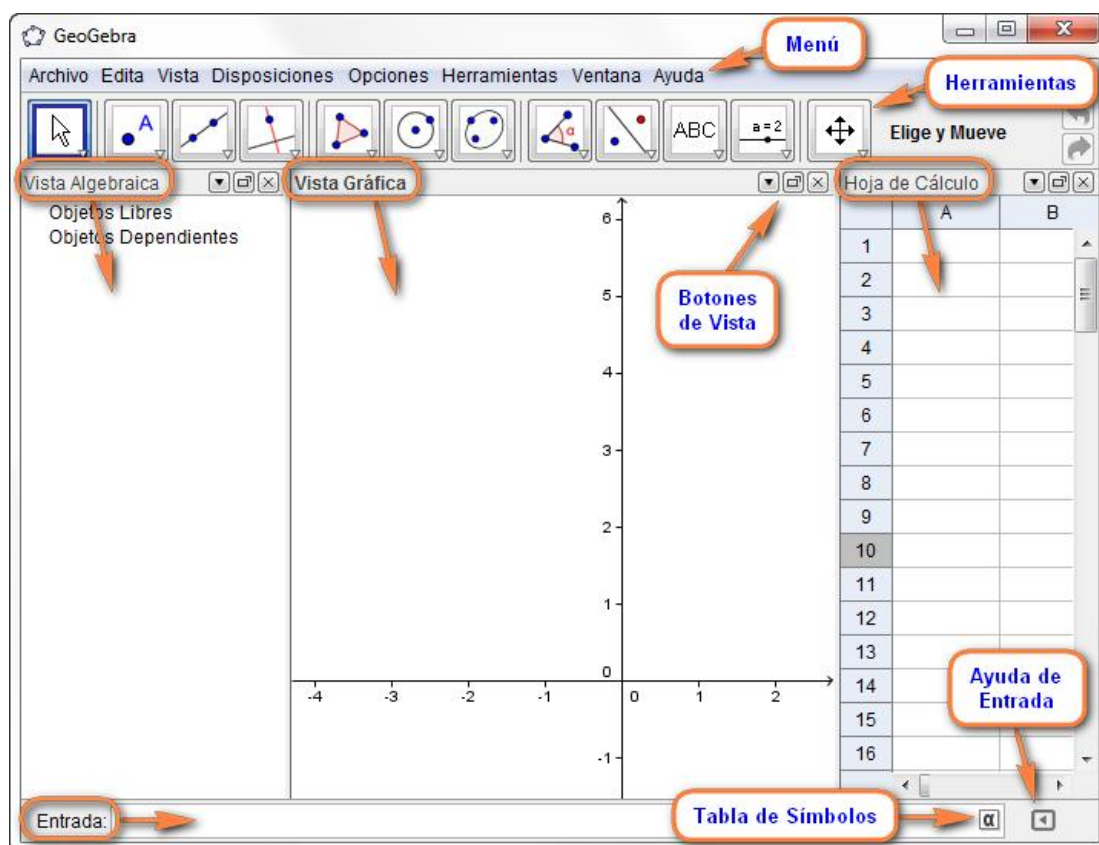 GeoGebra
Menú
Archivo Edita Vista Disposiciones Opciones Herramientas Ventana Ayuda
Herramientas
A
α
ABC
a=2
Elige y Mueve
Vista Algebraica
Vista Gráfica
Hoja de Cálculo
Objetos Libres
Objetos Dependientes
A B
1
2
3
4
5
6
7
8
9
10
11
12
13
14
15
16
6
5
4
3
2
1
0
-1
-4 -3 -2 -1 0 1 2
Botones
de Vista
Ayuda de
Entrada
Entrada:
Tabla de Símbolos
α